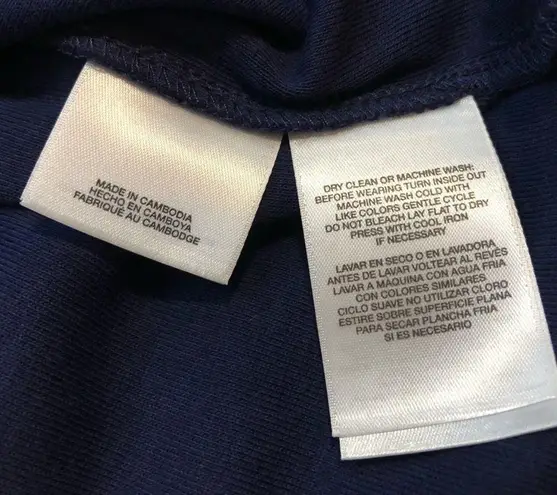 MADE IN CAMBODIA
HECHO EN CAMBOYA
FABRIQUÉ AU CAMBODGE
DRY CLEAN OR MACHINE WASH:
BEFORE WEARING TURN INSIDE OUT
MACHINE WASH COLD WITH
LIKE COLORS GENTLE CYCLE
DO NOT BLEACH LAY FLAT TO DRY
PRESS WITH COOL IRON
IF NECESSARY
LAVAR EN SECO O EN LAVADORA
ANTES DE LAVAR VOLTEAR AL REVÉS
LAVAR A MAQUINA CON AGUA FRIA
CON COLORES SIMILARES
CICLO SUAVE NO UTILIZAR CLORO
ESTIRE SOBRE SUPERFICIE PLANA
PARA SECAR PLANCHA FRIA
SI ES NECESARIO